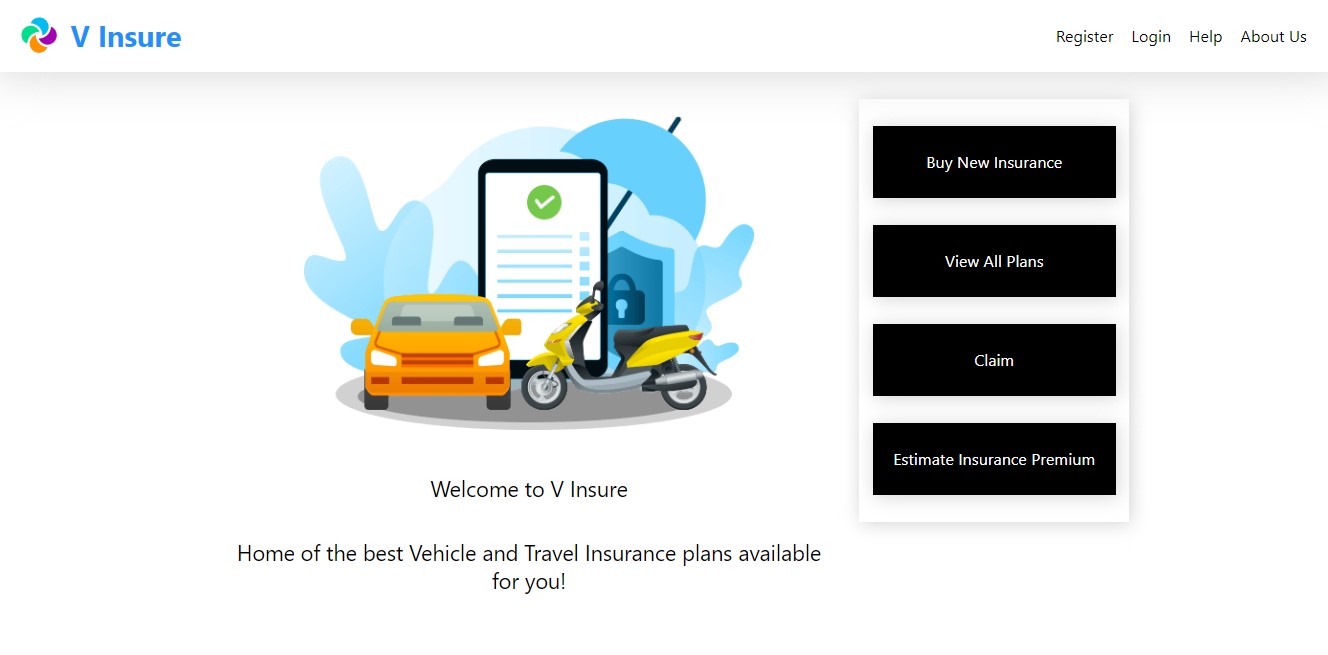 V Insure
Register
Login
Help
About Us
Buy New Insurance
View All Plans
Claim
Estimate Insurance Premium
Welcome to V Insure
Home of the best Vehicle and Travel Insurance plans available
for you!